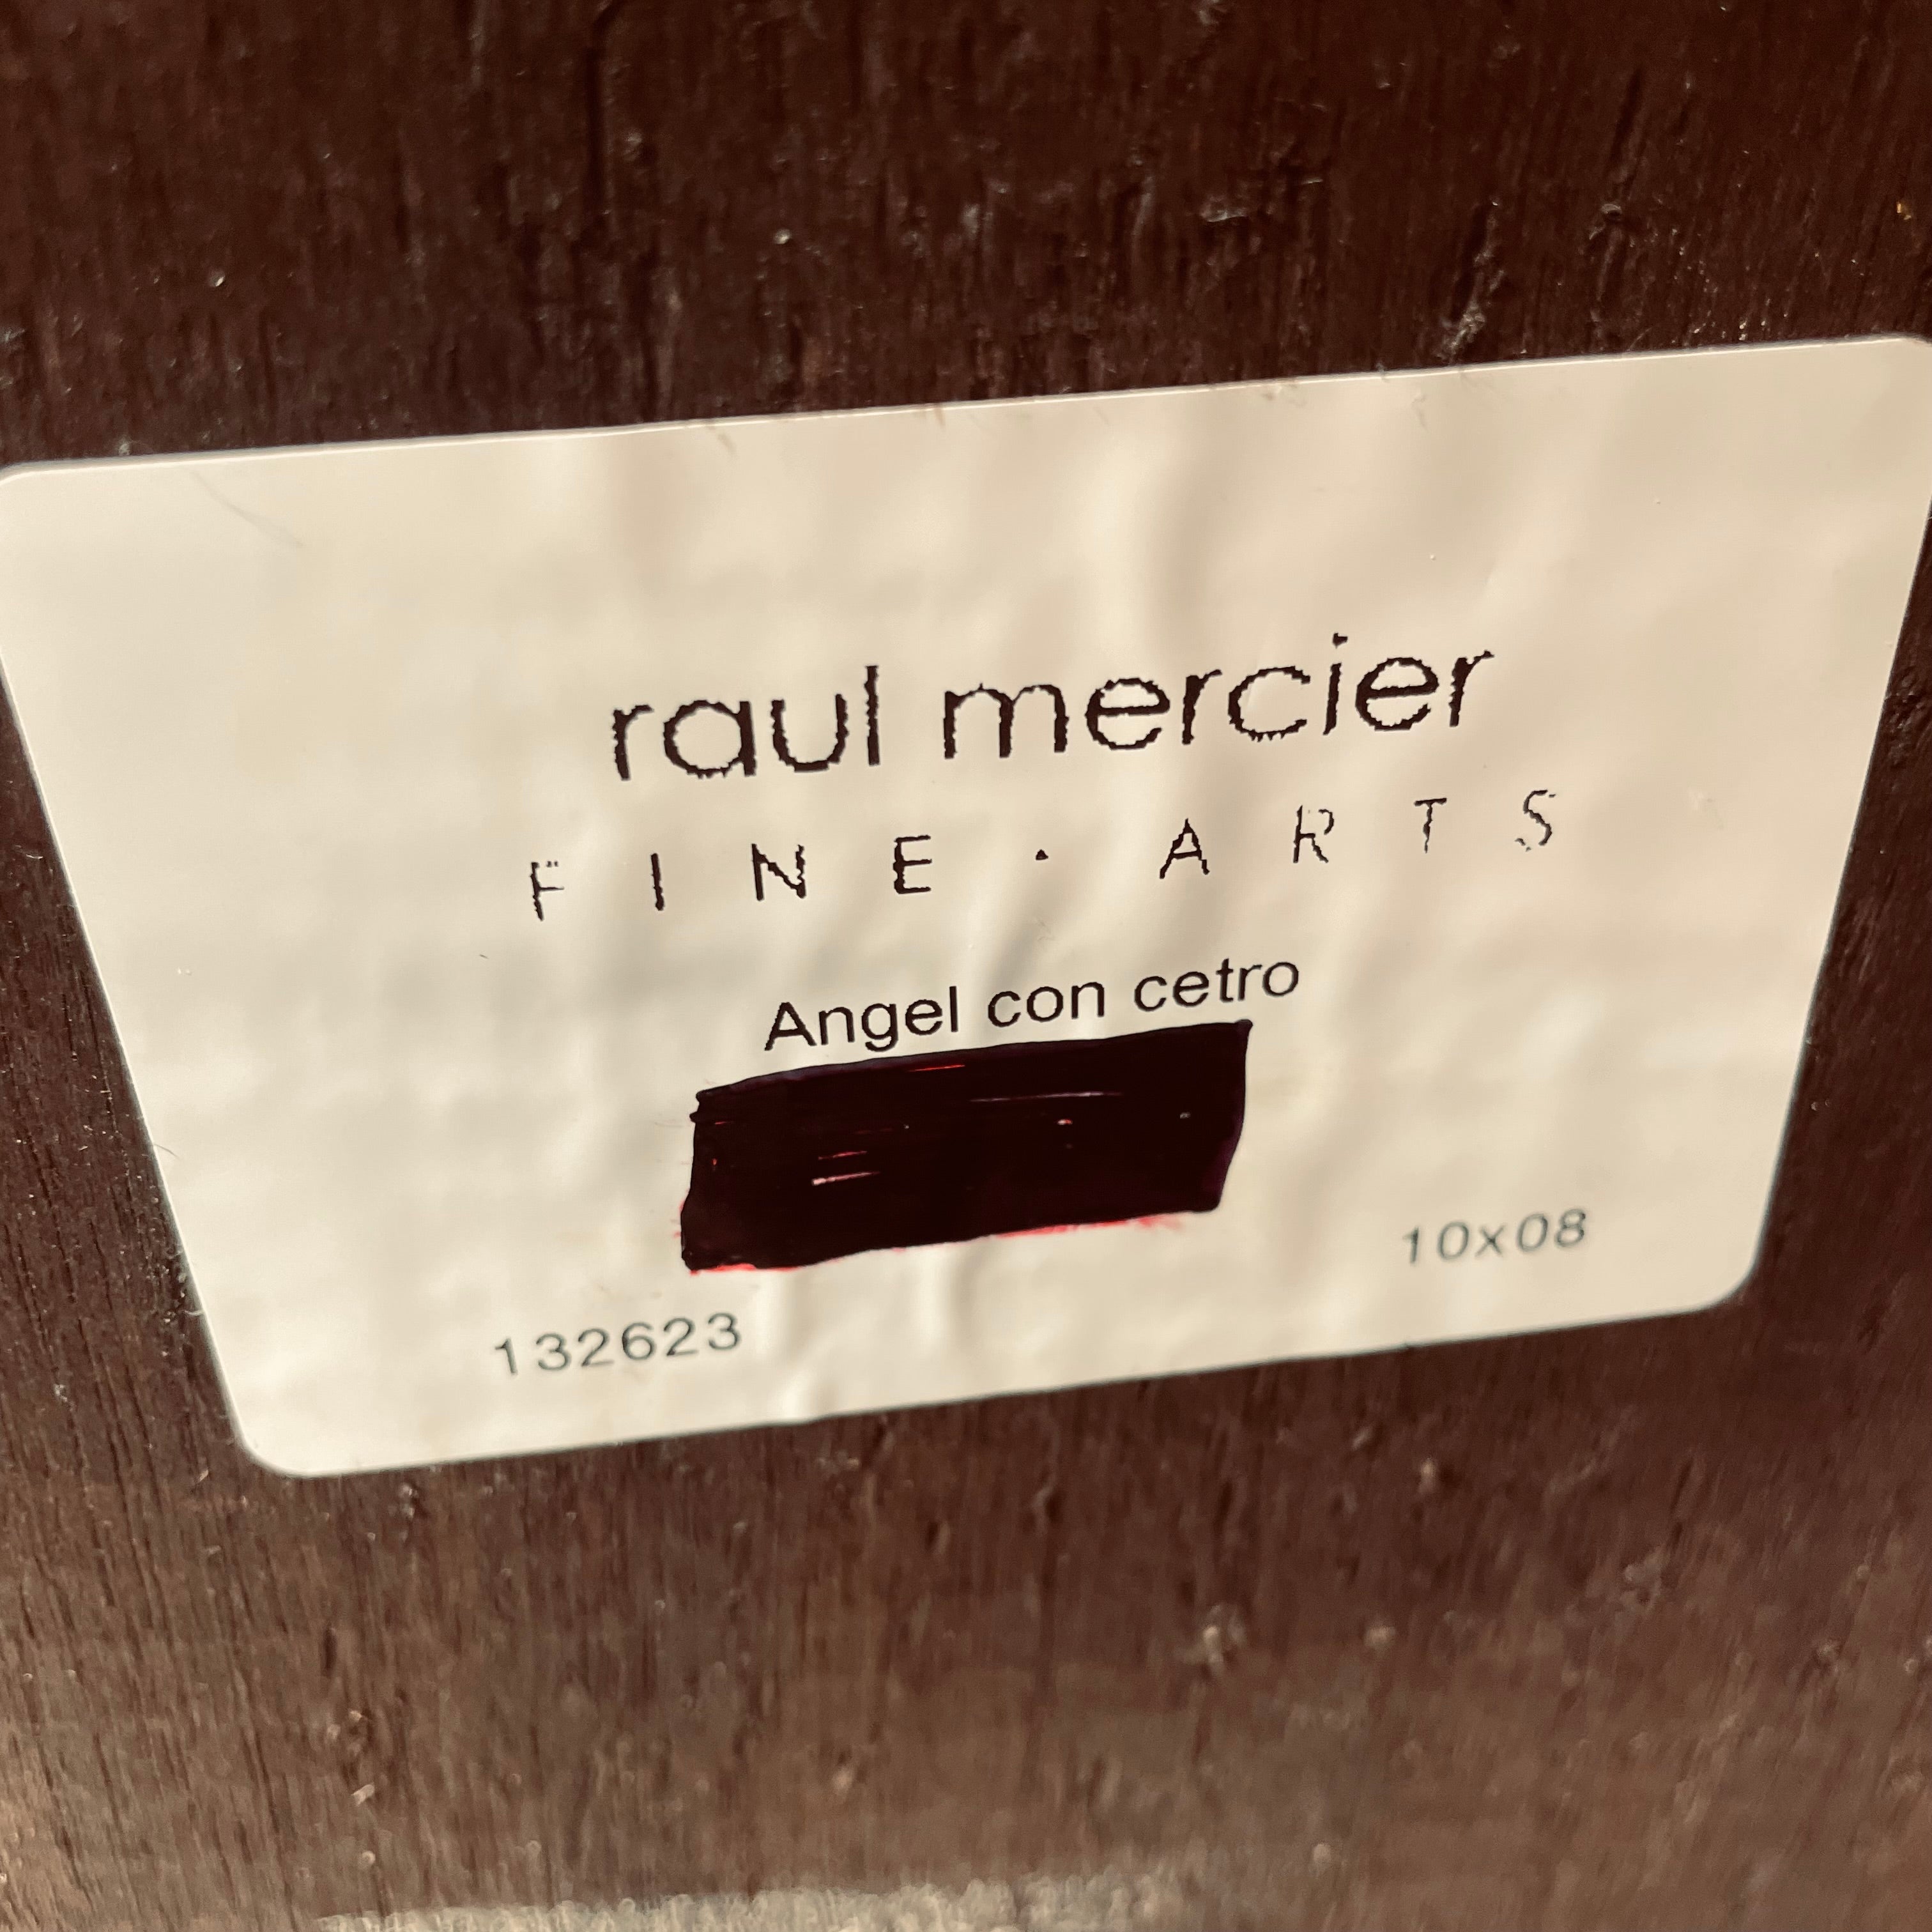 raul mercier
FINE · ARTS
Angel con cetro
10x08
132623